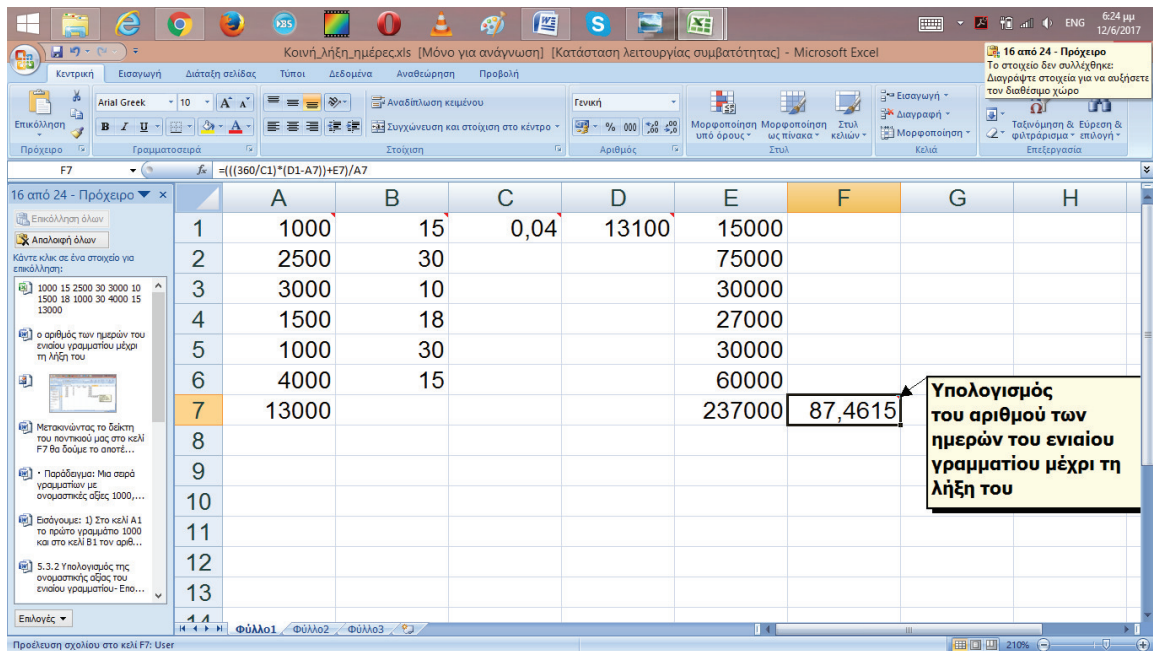 6:24 μμ
ENG
12/6/2017
Κοινή_λήξη_ημέρες.xls [Μόνο για ανάγνωση] [Κατάσταση λειτουργίας συμβατότητας] - Microsoft Excel
16 από 24 - Πρόχειρο
Το στοιχείο δεν συλλέχθηκε:
Διαγράψτε στοιχεία για να αυξήσετε
τον διαθέσιμο χώρο
Κεντρική Εισαγωγή Διάταξη σελίδας Τύποι Δεδομένα Αναθεώρηση Προβολή
Επικόλληση
Arial Greek 10
Αναδίπλωση κειμένου
Γενική
Συγχώνευση και στοίχιση στο κέντρο
% 000
Μορφοποίηση υπό όρους
Μορφοποίηση ως πίνακα
Στυλ κελιών
Εισαγωγή
Διαγραφή
Μορφοποίηση
Ταξινόμηση & φιλτράρισμα
Εύρεση & επιλογή
Πρόχειρο Γραμματοσειρά Στοίχιση Αριθμός Στυλ Κελιά Επεξεργασία
F7 fx =(((360/C1)*(D1-A7))+E7)/A7
16 από 24 - Πρόχειρο
Επικόλληση όλων
Απαλοιφή όλων
Κάντε κλικ σε ένα στοιχείο για
επικόλληση:
1000 15 2500 30 3000 10
1500 18 1000 30 4000 15
13000
ο αριθμός των ημερών του
ενιαίου γραμματίου μέχρι
τη λήξη του
Μετακινώντας το δείκτη
του ποντικιού μας στο κελί
F7 θα δούμε το αποτέ...
• Παράδειγμα: Μια σειρά
γραμματίων με
ονομαστικές αξίες 1000,...
Εισάγουμε: 1) Στο κελί A1
το πρώτο γραμμάτιο 1000
και στο κελί B1 τον αριθ...
5.3.2 Υπολογισμός της
ονομαστικής αξίας του
ενιαίου γραμματίου- Επο...
Επιλογές
A B C D E F G H
1 1000 15 0,04 13100 15000
2 2500 30 75000
3 3000 10 30000
4 1500 18 27000
5 1000 30 30000
6 4000 15 60000
7 13000 237000 87,4615
8
9
10
11
12
13
14
Υπολογισμός
του αριθμού των
ημερών του ενιαίου
γραμματίου μέχρι τη
λήξη του
Φύλλο1 Φύλλο2 Φύλλο3
Προέλευση σχολίου στο κελί F7: User
210%